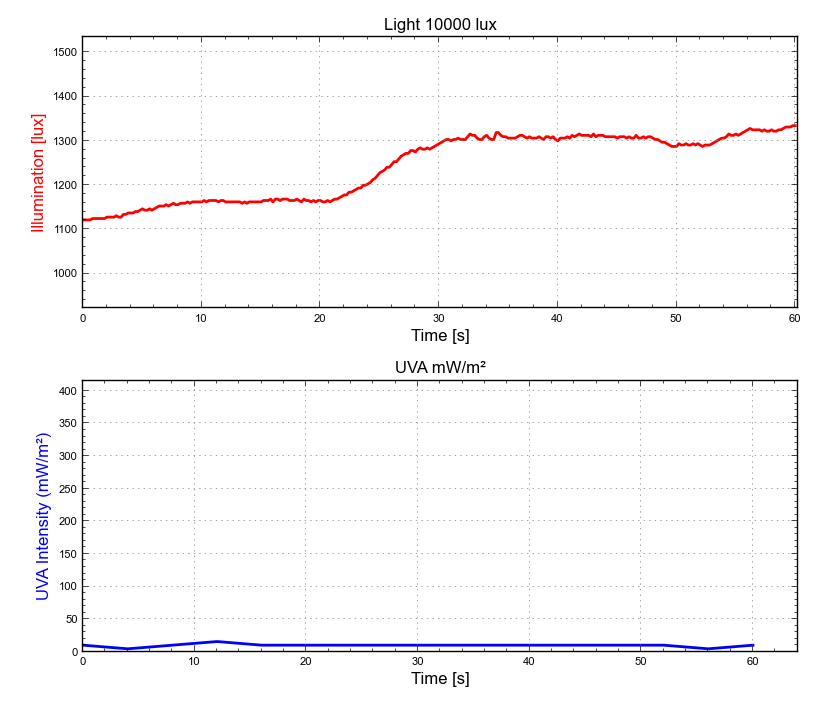 Light 10000 lux
1500
1400
1300
1200
1100
1000
Illumination [lux]
0 10 20 30 40 50 60
Time [s]
UVA mW/m²
400
350
300
250
200
150
100
50
0
UVA Intensity (mW/m²)
0 10 20 30 40 50 60
Time [s]